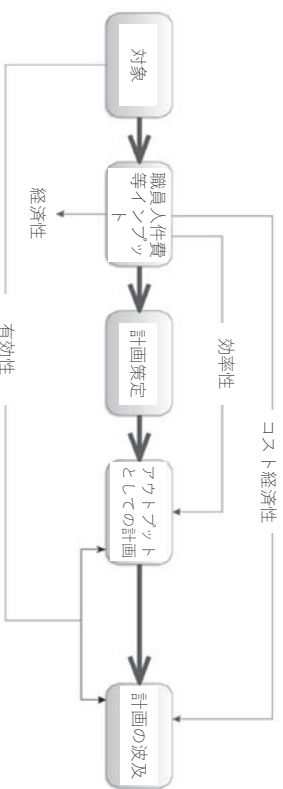 対象
職員人件費
等インプッ
ト
計画策定
アウトプット
としての計画
計画の波及
経済性
効率性
コスト経済性
有効性